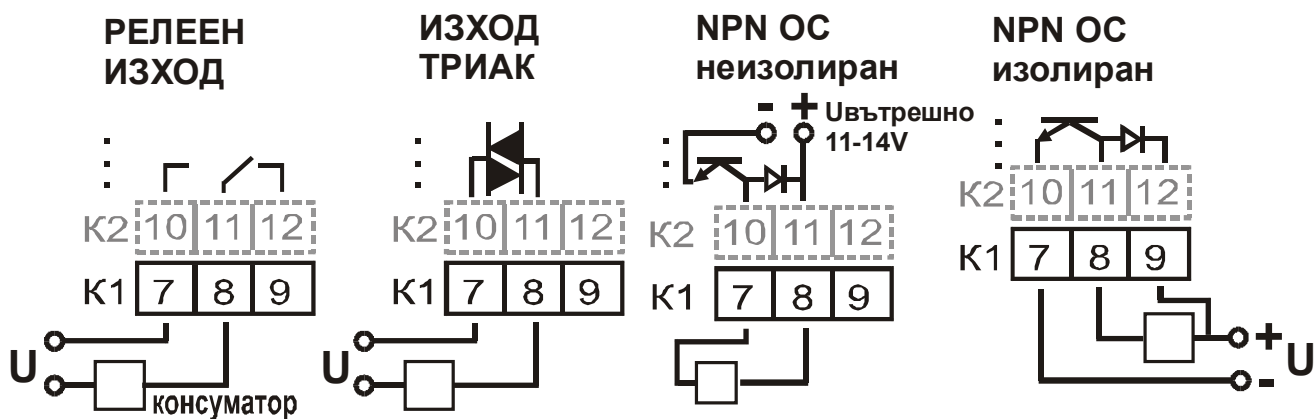 РЕЛЕЕН
ИЗХОД
K2 10 11 12
K1 7 8 9
U
консуматор
ИЗХОД
ТРИАК
K2 10 11 12
K1 7 8 9
U
NPN ОС
неизолиран
- + Uвътрешно
11-14V
K2 10 11 12
K1 7 8 9
NPN ОС
изолиран
K2 10 11 12
K1 7 8 9
+
U
-